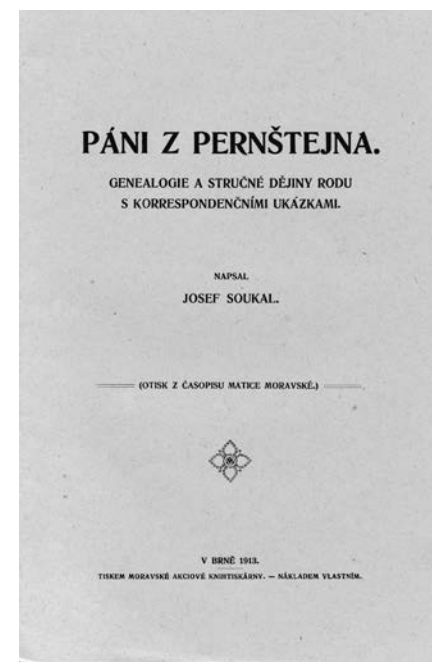 PÁNI Z PERNŠTEJNA.
GENEALOGIE A STRUČNÉ DĚJINY RODU
S KORRESPONDENČNÍMI UKÁZKAMI.
NAPSAL
JOSEF SOUKAL.
(OTISK Z ČASOPISU MATICE MORAVSKÉ.)
V BRNĚ 1913.
TISKEM MORAVSKÉ AKCIOVÉ KNIHTISKÁRNY. — NÁKLADEM VLASTNÍM.